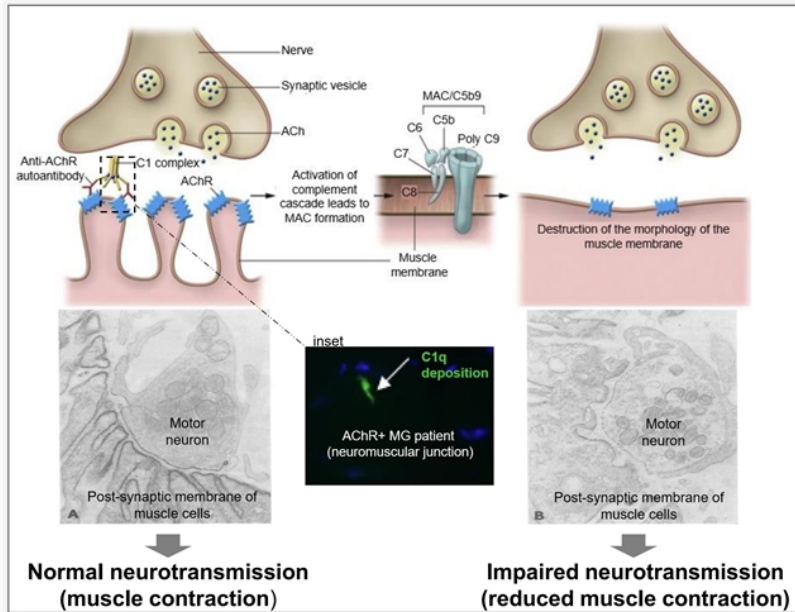 Nerve
Synaptic vesicle
ACh
C1 complex
Anti-AChR
autoantibody
AChR
Activation of
complement
cascade leads to
MAC formation
MAC/C5b9
C5b
C6
Poly C9
C7
C8
Muscle
membrane
Destruction of the morphology of the
muscle membrane
inset
C1q
deposition
AChR+ MG patient
(neuromuscular junction)
Motor
neuron
Post-synaptic membrane of
muscle cells
A
Motor
neuron
Post-synaptic membrane of
muscle cells
B
Normal neurotransmission
(muscle contraction)
Impaired neurotransmission
(reduced muscle contraction)